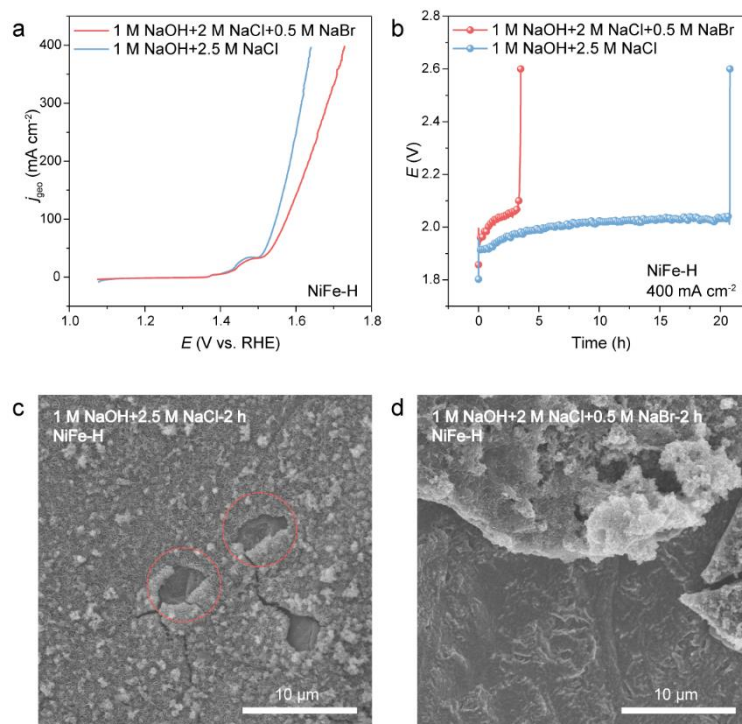 a
1 M NaOH+2 M NaCl+0.5 M NaBr
1 M NaOH+2.5 M NaCl
400
300
200
100
0
j_geo (mA cm⁻²)
NiFe-H
1.0 1.2 1.4 1.6 1.8
E (V vs. RHE)
b
1 M NaOH+2 M NaCl+0.5 M NaBr
1 M NaOH+2.5 M NaCl
2.8
2.6
2.4
2.2
2.0
1.8
E (V)
NiFe-H
400 mA cm⁻²
0 5 10 15 20
Time (h)
c
1 M NaOH+2.5 M NaCl-2 h
NiFe-H
10 μm
d
1 M NaOH+2 M NaCl+0.5 M NaBr-2 h
NiFe-H
10 μm